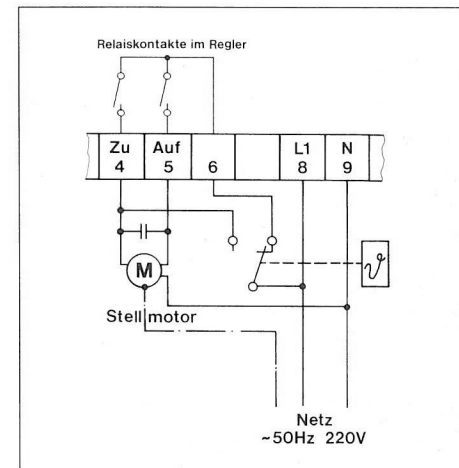 Relaiskontakte im Regler
Zu Auf L1 N
4 5 6 8 9
M
ϑ
Stellmotor
Netz
~50Hz 220V